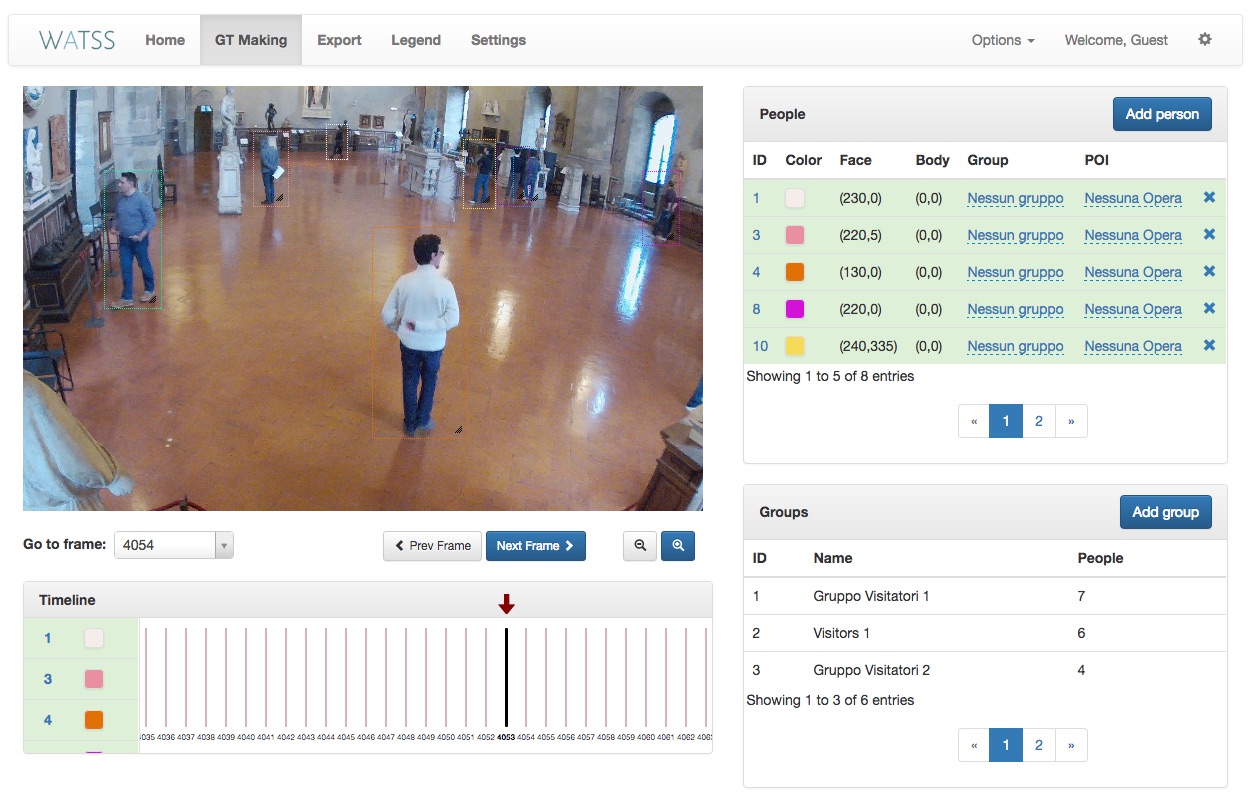 WATSS Home GT Making Export Legend Settings Options Welcome, Guest
People Add person
ID Color Face Body Group POI
1 (230,0) (0,0) Nessun gruppo Nessuna Opera
3 (220,5) (0,0) Nessun gruppo Nessuna Opera
4 (130,0) (0,0) Nessun gruppo Nessuna Opera
8 (220,0) (0,0) Nessun gruppo Nessuna Opera
10 (240,335) (0,0) Nessun gruppo Nessuna Opera
Showing 1 to 5 of 8 entries
« 1 2 »
Go to frame: 4054 Prev Frame Next Frame
Timeline
1
3
4
4036 4037 4038 4039 4040 4041 4042 4043 4044 4045 4046 4047 4048 4049 4050 4051 4052 4053 4054 4055 4056 4057 4058 4059 4060 4061 4062
Groups Add group
ID Name People
1 Gruppo Visitatori 1 7
2 Visitors 1 6
3 Gruppo Visitatori 2 4
Showing 1 to 3 of 6 entries
« 1 2 »